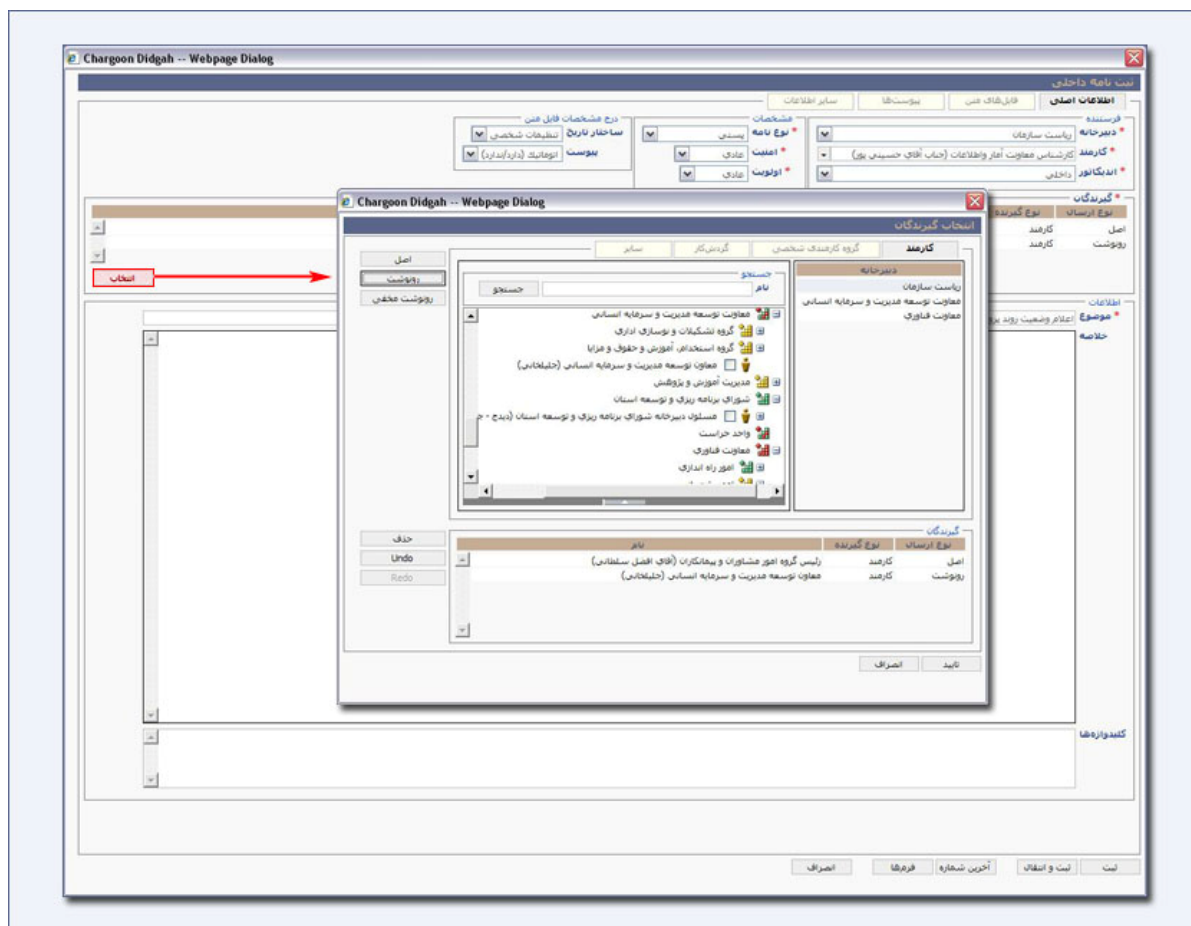 Chargoon Didgah -- Webpage Dialog
ثبت نامه داخلی
اطلاعات اصلی
فایل‌های متن
پیوست‌ها
سایر اطلاعات
فرستنده
* دبیرخانه ریاست سازمان
* کارمند کارشناس معاونت آمار واطلاعات (جناب آقای حسینی پور)
* اندیکاتور داخلی
مشخصات
* نوع نامه پستی
* امنیت عادی
* اولویت عادی
درج مشخصات فایل متن
ساختار تاریخ تنظیمات شخصی
پیوست اتوماتیک (دارد/ندارد)
* گیرندگان
نوع ارسال نوع گیرنده
اصل کارمند
رونوشت کارمند
انتخاب
اطلاعات
* موضوع اعلام وضعیت روند پرو
خلاصه
Chargoon Didgah -- Webpage Dialog
انتخاب گیرندگان
کارمند
گروه کارمندی شخصی
گردش‌کار
سایر
اصل
رونوشت
رونوشت مخفی
دبیرخانه
ریاست سازمان
معاونت توسعه مدیریت و سرمایه انسانی
معاونت فناوری
جستجو
نام
جستجو
معاونت توسعه مدیریت و سرمایه انسانی
گروه تشکیلات و نوسازی اداری
گروه استخدام، آموزش و حقوق و مزایا
معاون توسعه مدیریت و سرمایه انسانی (جلیلخانی)
مدیریت آموزش و پژوهش
شورای برنامه ریزی و توسعه استان
مسئول دبیرخانه شورای برنامه ریزی و توسعه استان (دیدج - ج
واحد حراست
معاونت فناوری
امور راه اندازی
گیرندگان
نوع ارسال نوع گیرنده نام
اصل کارمند رئیس گروه امور مشاوران و پیمانکاران (آقای افضل سلطانی)
رونوشت کارمند معاون توسعه مدیریت و سرمایه انسانی (جلیلخانی)
حذف
Undo
Redo
تایید
انصراف
کلیدواژه‌ها
ثبت
ثبت و انتقال
آخرین شماره
فرم‌ها
انصراف